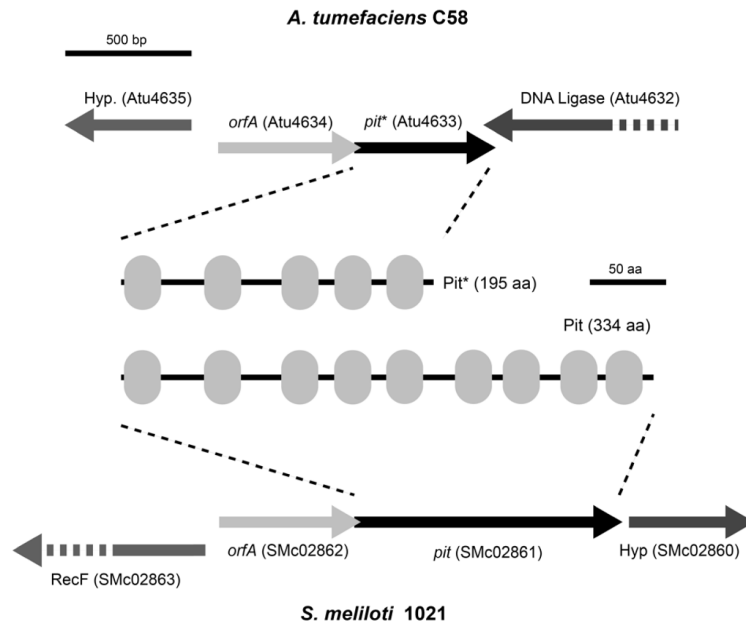 A. tumefaciens C58
500 bp
Hyp. (Atu4635)
orfA (Atu4634)
pit* (Atu4633)
DNA Ligase (Atu4632)
Pit* (195 aa)
50 aa
Pit (334 aa)
orfA (SMc02862)
pit (SMc02861)
Hyp (SMc02860)
RecF (SMc02863)
S. meliloti 1021